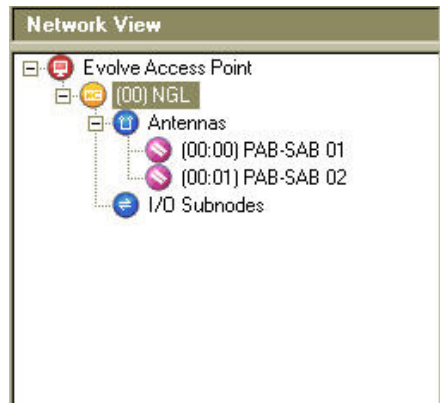 Network View
Evolve Access Point
(00) NGL
Antennas
(00:00) PAB-SAB 01
(00:01) PAB-SAB 02
I/O Subnodes